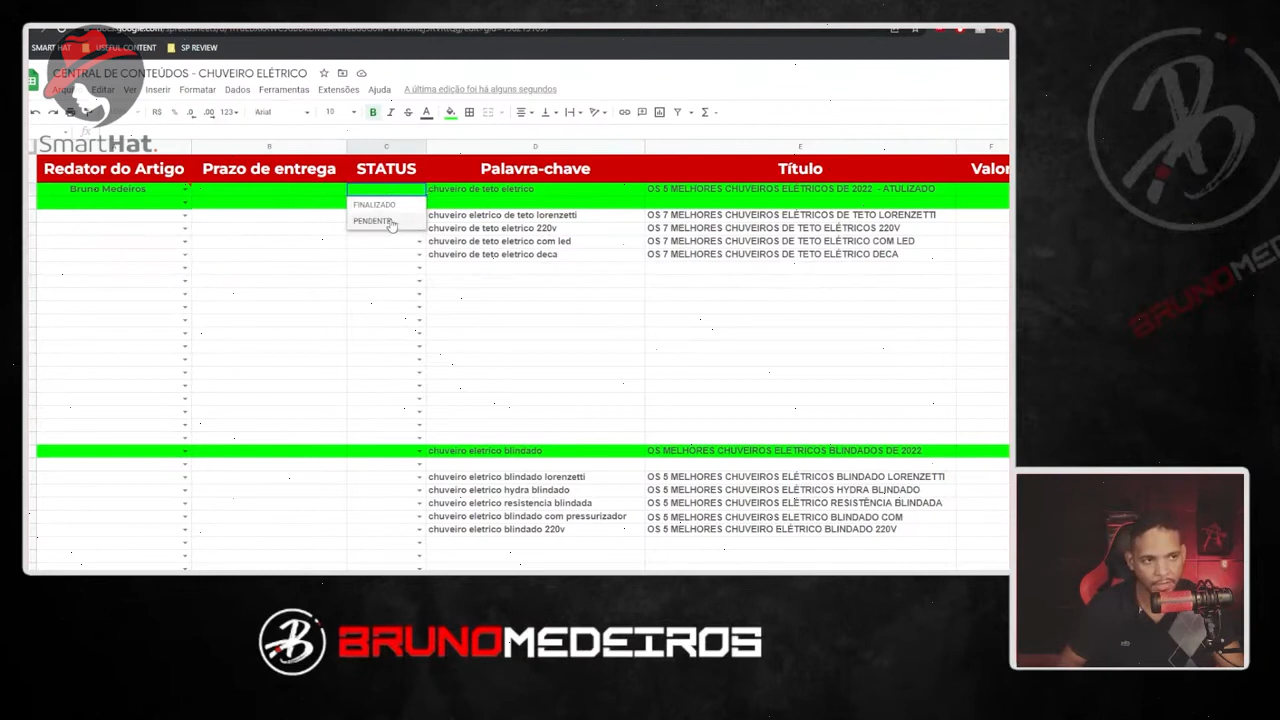 SMART HAT USEFUL CONTENT SP REVIEW
CENTRAL DE CONTEÚDOS - CHUVEIRO ELÉTRICO
Arqui Editar Ver Inserir Formatar Dados Ferramentas Extensões Ajuda A última edição foi há alguns segundos
R$ % .0 .00 123 Arial 10 B I S A
SmartHat.
B C D E F
Redator do Artigo Prazo de entrega STATUS Palavra-chave Título Valor
Bruno Medeiros chuveiro de teto eletrico OS 5 MELHORES CHUVEIROS ELÉTRICOS DE 2022 - ATULIZADO
FINALIZADO
PENDENTE
chuveiro eletrico de teto lorenzetti OS 7 MELHORES CHUVEIROS ELÉTRICOS DE TETO LORENZETTI
chuveiro de teto eletrico 220v OS 7 MELHORES CHUVEIROS DE TETO ELÉTRICOS 220V
chuveiro de teto eletrico com led OS 7 MELHORES CHUVEIROS DE TETO ELÉTRICO COM LED
chuveiro de teto eletrico deca OS 7 MELHORES CHUVEIROS DE TETO ELÉTRICO DECA
chuveiro eletrico blindado OS MELHORES CHUVEIROS ELETRICOS BLINDADOS DE 2022
chuveiro eletrico blindado lorenzetti OS 5 MELHORES CHUVEIROS ELÉTRICOS BLINDADO LORENZETTI
chuveiro eletrico hydra blindado OS 5 MELHORES CHUVEIROS ELÉTRICOS HYDRA BLINDADO
chuveiro eletrico resistencia blindada OS 5 MELHORES CHUVEIROS ELÉTRICO RESISTÊNCIA BLINDADA
chuveiro eletrico blindado com pressurizador OS 5 MELHORES CHUVEIROS ELETRICO BLINDADO COM
chuveiro eletrico blindado 220v OS 5 MELHORES CHUVEIRO ELÉTRICO BLINDADO 220V
BRUNOMEDEIROS
BRUNOMEDE